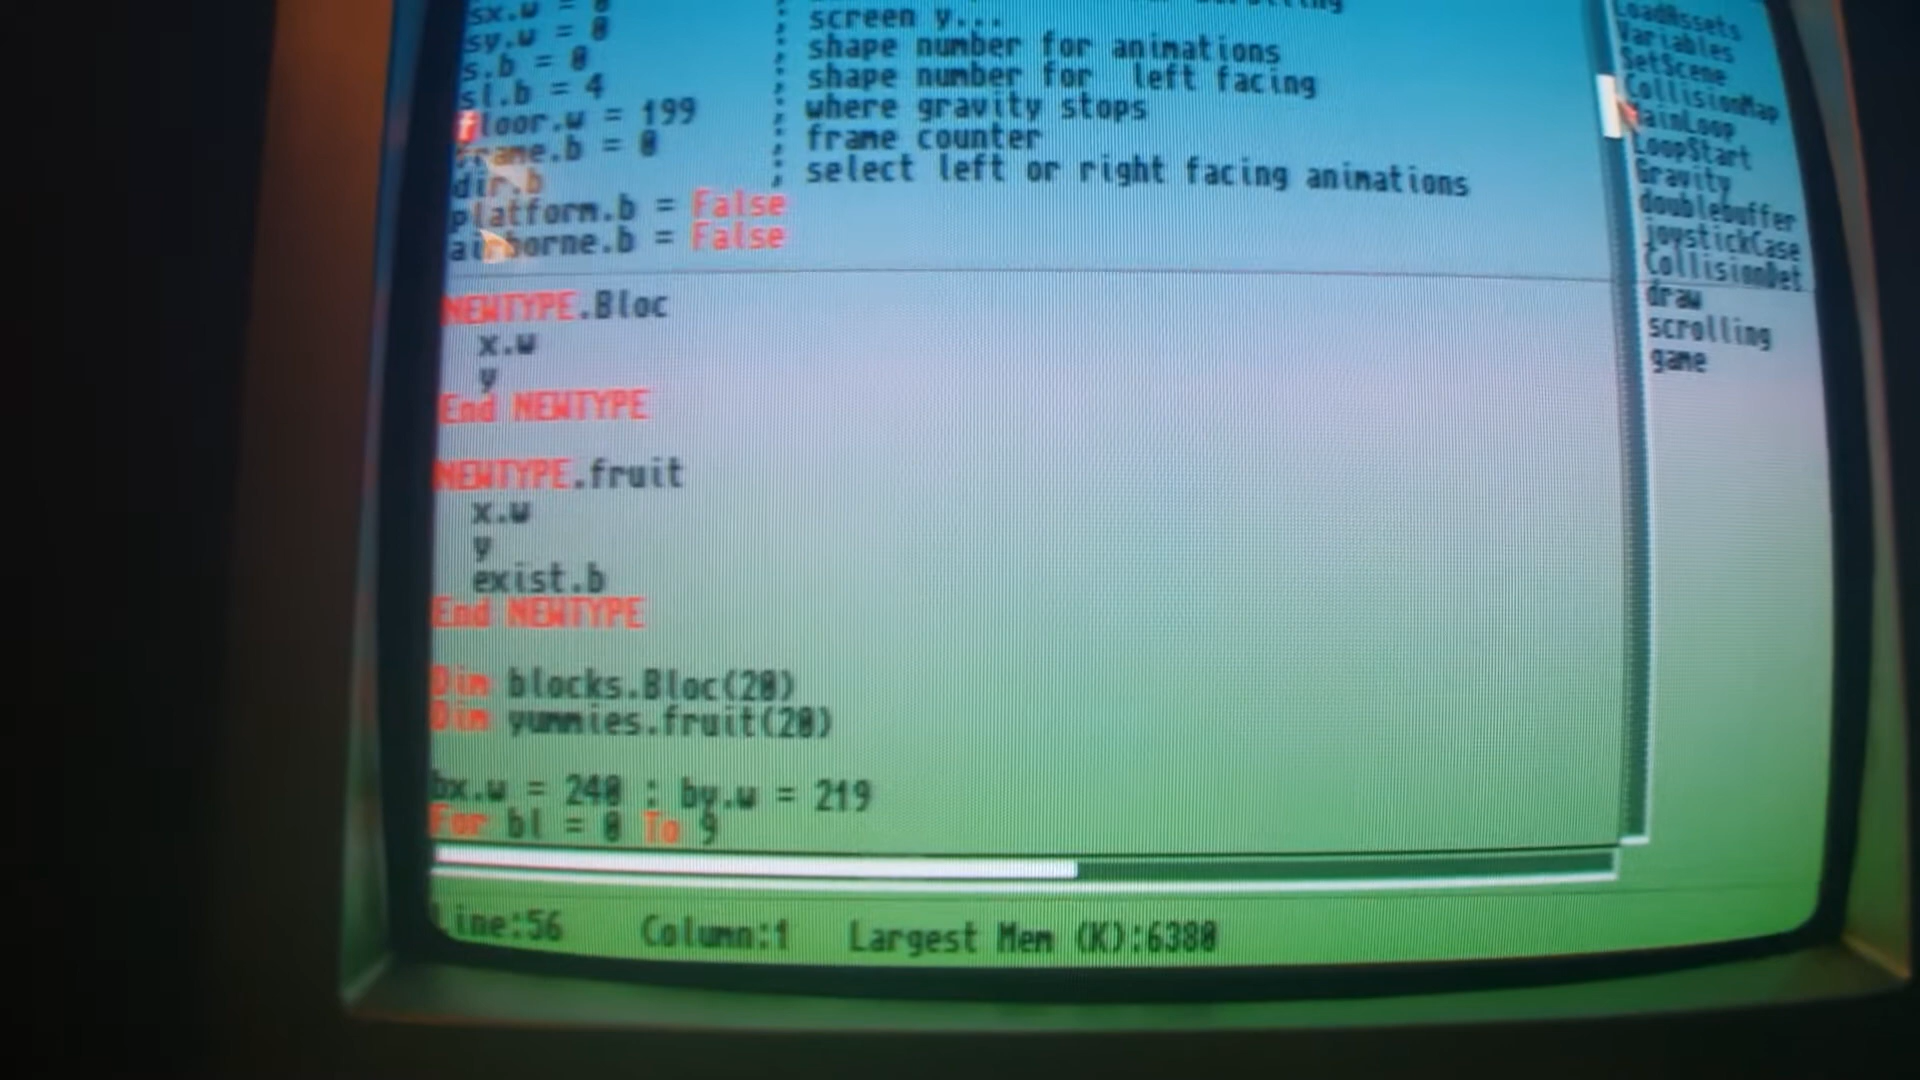 sx.w = 0
sy.w = 0 ; screen y...
s.b = 0 ; shape number for animations
sl.b = 4 ; shape number for left facing
floor.w = 199 ; where gravity stops
frame.b = 0 ; frame counter
dir.b ; select left or right facing animations
platform.b = False
airborne.b = False
NEWTYPE.Bloc
x.w
y
End NEWTYPE
NEWTYPE.fruit
x.w
y
exist.b
End NEWTYPE
Dim blocks.Bloc(20)
Dim yummies.fruit(20)
bx.w = 240 : by.w = 219
For bl = 0 To 9
Line:56 Column:1 Largest Mem (K):6380
LoadAssets
Variables
SetScene
CollisionMap
MainLoop
LoopStart
Gravity
doublebuffer
joystickCase
CollisionDet
draw
scrolling
game